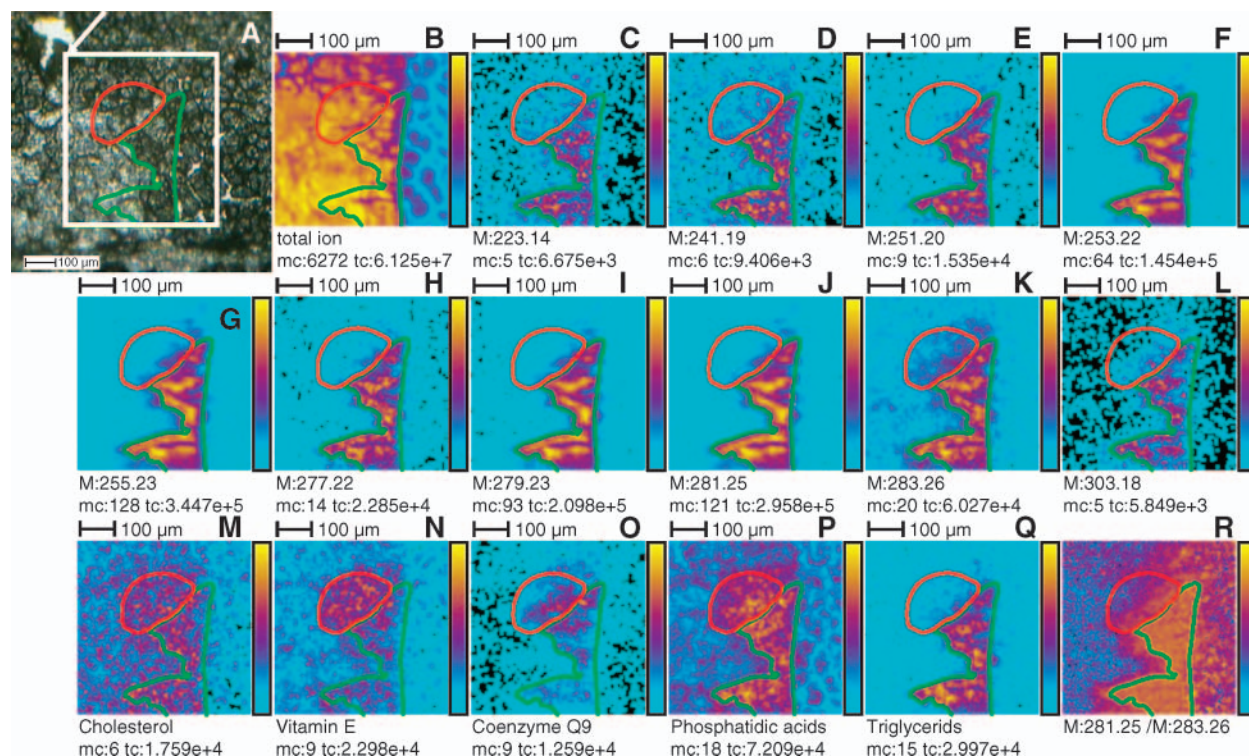 A
100 µm
100 µm B
total ion
mc:6272 tc:6.125e+7
100 µm C
M:223.14
mc:5 tc:6.675e+3
100 µm D
M:241.19
mc:6 tc:9.406e+3
100 µm E
M:251.20
mc:9 tc:1.535e+4
100 µm F
M:253.22
mc:64 tc:1.454e+5
100 µm
G
M:255.23
mc:128 tc:3.447e+5
100 µm H
M:277.22
mc:14 tc:2.285e+4
100 µm I
M:279.23
mc:93 tc:2.098e+5
100 µm J
M:281.25
mc:121 tc:2.958e+5
100 µm K
M:283.26
mc:20 tc:6.027e+4
100 µm L
M:303.18
mc:5 tc:5.849e+3
100 µm M
Cholesterol
mc:6 tc:1.759e+4
100 µm N
Vitamin E
mc:9 tc:2.298e+4
100 µm O
Coenzyme Q9
mc:9 tc:1.259e+4
100 µm P
Phosphatidic acids
mc:18 tc:7.209e+4
100 µm Q
Triglycerids
mc:15 tc:2.997e+4
100 µm R
M:281.25 /M:283.26